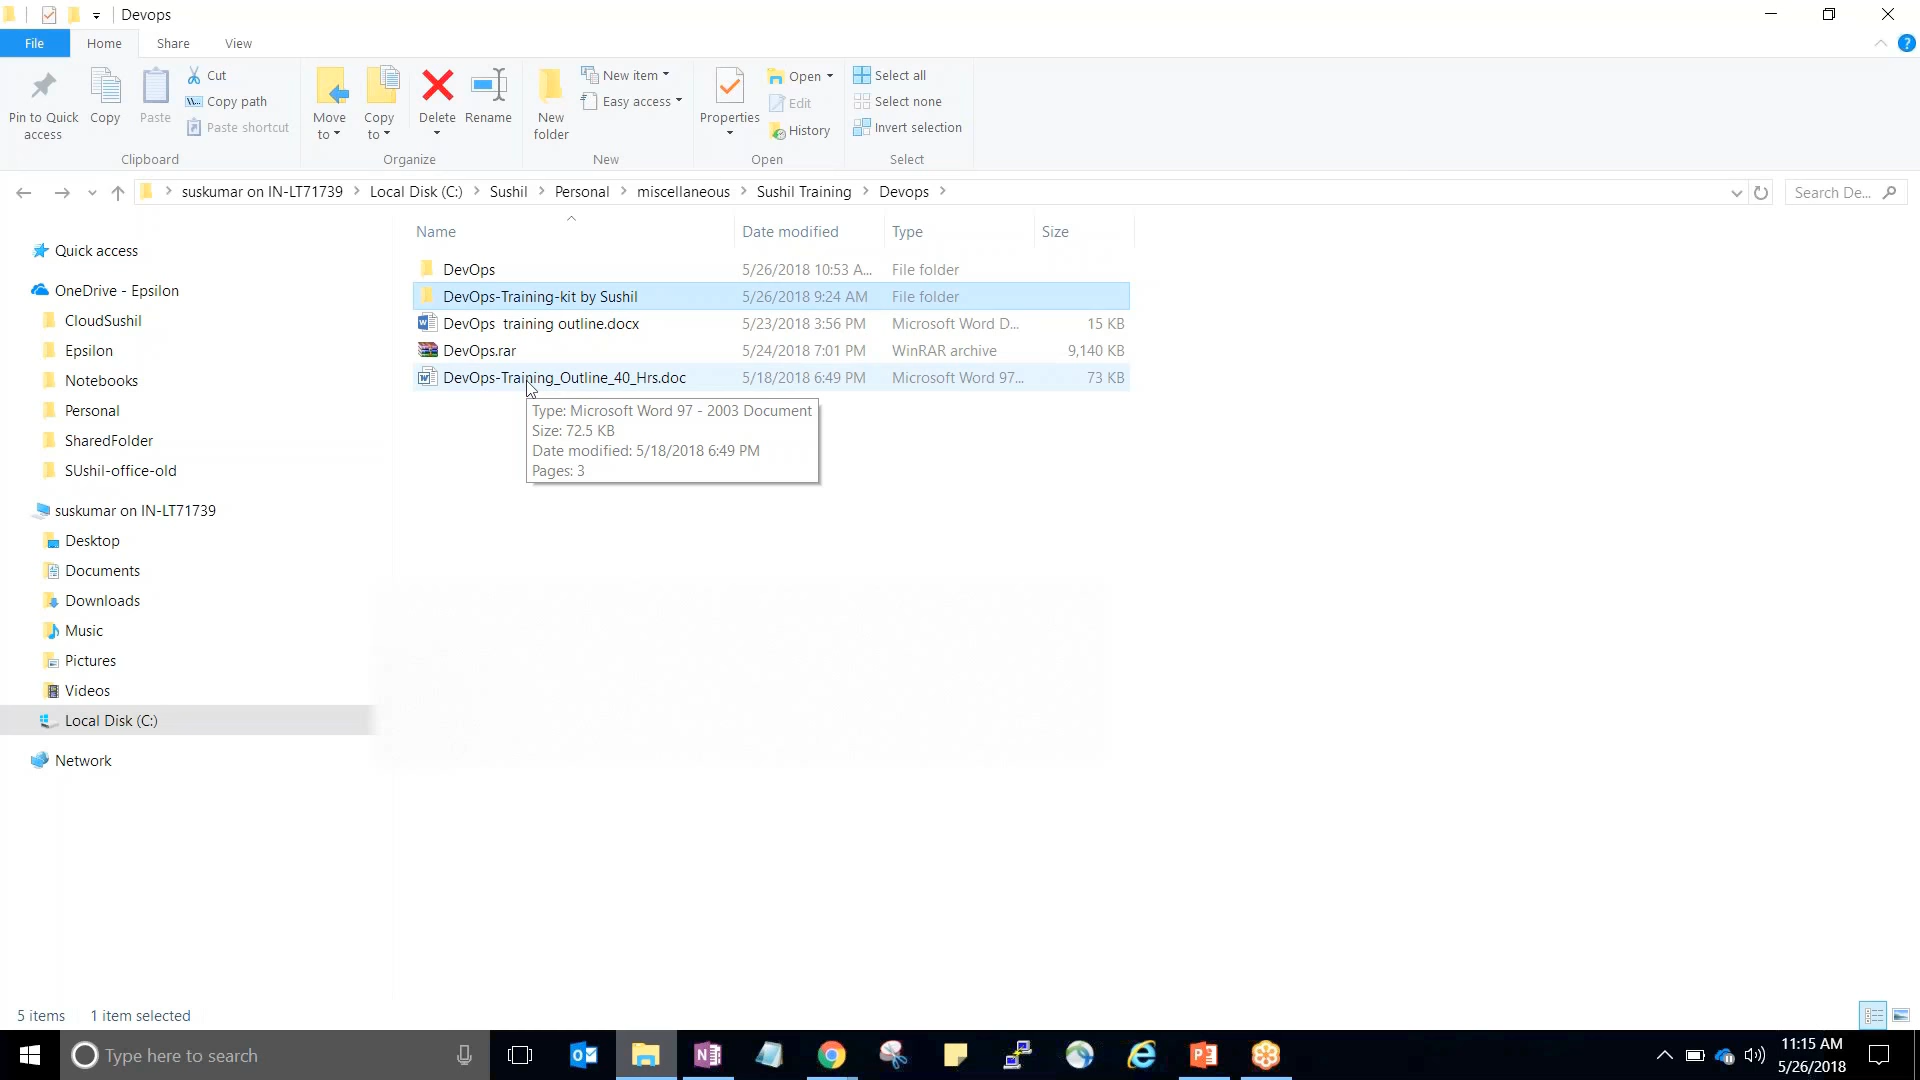 Devops
File Home Share View
Pin to Quick access
Copy
Paste
Cut
Copy path
Paste shortcut
Clipboard
Move to
Copy to
Delete
Rename
Organize
New folder
New item
Easy access
New
Properties
Open
Edit
History
Open
Select all
Select none
Invert selection
Select
suskumar on IN-LT71739 Local Disk (C:) Sushil Personal miscellaneous Sushil Training Devops
Search De...
Name Date modified Type Size
DevOps 5/26/2018 10:53 A... File folder
DevOps-Training-kit by Sushil 5/26/2018 9:24 AM File folder
DevOps training outline.docx 5/23/2018 3:56 PM Microsoft Word D... 15 KB
DevOps.rar 5/24/2018 7:01 PM WinRAR archive 9,140 KB
DevOps-Training_Outline_40_Hrs.doc 5/18/2018 6:49 PM Microsoft Word 97... 73 KB
Type: Microsoft Word 97 - 2003 Document
Size: 72.5 KB
Date modified: 5/18/2018 6:49 PM
Pages: 3
Quick access
OneDrive - Epsilon
CloudSushil
Epsilon
Notebooks
Personal
SharedFolder
SUshil-office-old
suskumar on IN-LT71739
Desktop
Documents
Downloads
Music
Pictures
Videos
Local Disk (C:)
Network
5 items 1 item selected
Type here to search
11:15 AM
5/26/2018